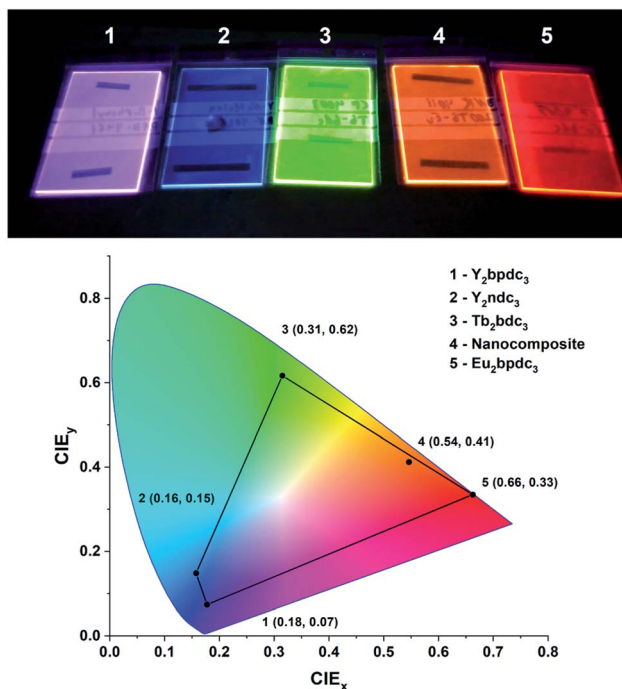 1 2 3 4 5
0.8
0.6
0.4
0.2
0.0
CIEy
3 (0.31, 0.62)
4 (0.54, 0.41)
2 (0.16, 0.15)
5 (0.66, 0.33)
1 (0.18, 0.07)
1 - Y₂bpdc₃
2 - Y₂ndc₃
3 - Tb₂bdc₃
4 - Nanocomposite
5 - Eu₂bpdc₃
0.0 0.1 0.2 0.3 0.4 0.5 0.6 0.7 0.8
CIEₓ